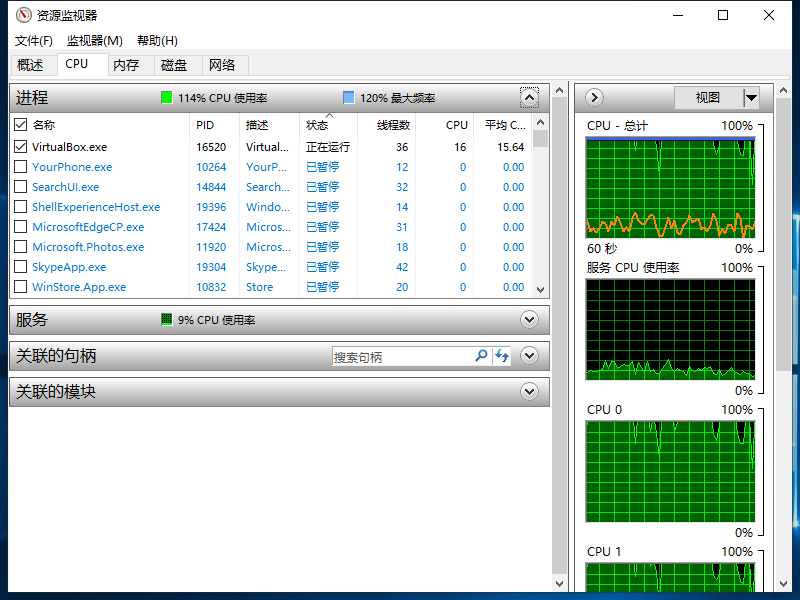 资源监视器
文件(F) 监视器(M) 帮助(H)
概述 CPU 内存 磁盘 网络
进程 114% CPU 使用率 120% 最大频率
名称 PID 描述 状态 线程数 CPU 平均 C...
VirtualBox.exe 16520 Virtual... 正在运行 36 16 15.64
YourPhone.exe 10264 YourP... 已暂停 12 0 0.00
SearchUI.exe 14844 Search... 已暂停 32 0 0.00
ShellExperienceHost.exe 19396 Windo... 已暂停 14 0 0.00
MicrosoftEdgeCP.exe 17424 Micros... 已暂停 31 0 0.00
Microsoft.Photos.exe 11920 Micros... 已暂停 18 0 0.00
SkypeApp.exe 19304 Skype... 已暂停 42 0 0.00
WinStore.App.exe 10832 Store 已暂停 20 0 0.00
服务 9% CPU 使用率
关联的句柄 搜索句柄
关联的模块
视图
CPU - 总计 100%
60 秒 0%
服务 CPU 使用率 100%
0%
CPU 0 100%
0%
CPU 1 100%